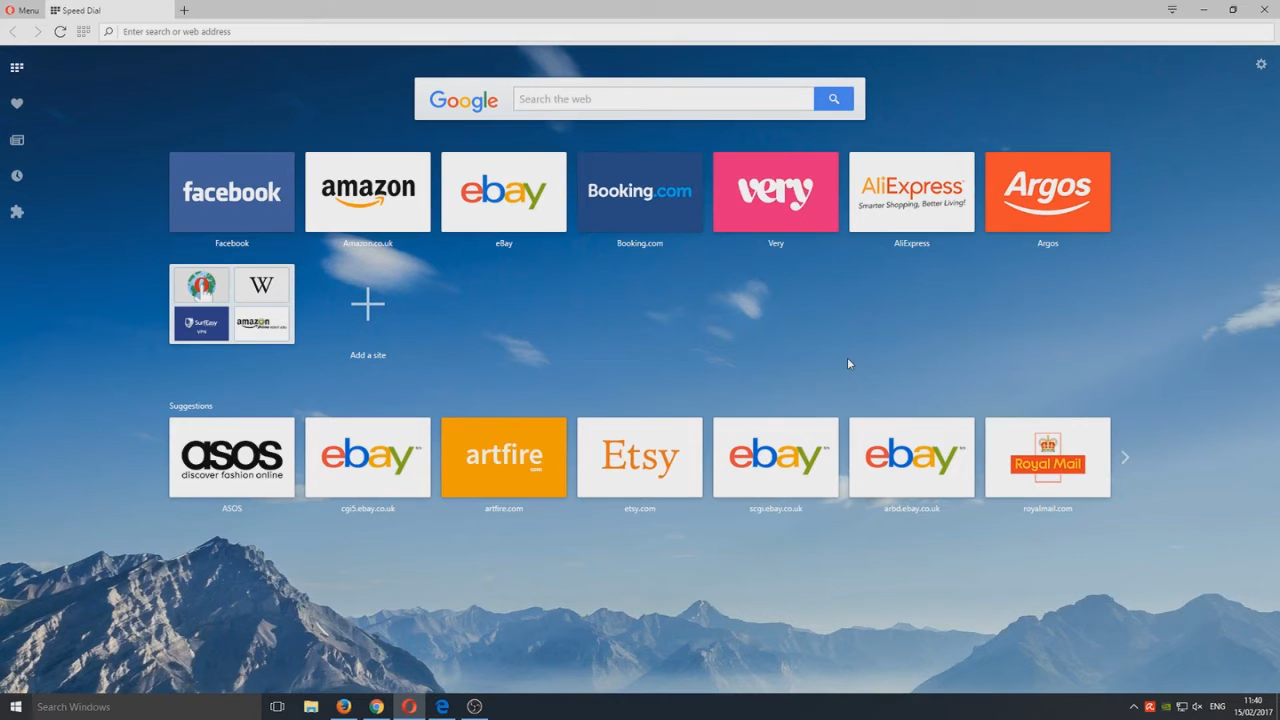 Menu
Speed Dial
Enter search or web address
Google
Search the web
facebook
amazon
ebay
Booking.com
very
AliExpress
Smarter Shopping, Better Living!
Argos
Facebook
Amazon.co.uk
eBay
Booking.com
Very
AliExpress
Argos
W
SurfEasy
VPN
amazon
Add a site
Suggestions
asos
discover fashion online
ebay
artfire
.com
Etsy
ebay
ebay
Royal Mail
ASOS
cgi5.ebay.co.uk
artfire.com
etsy.com
scgi.ebay.co.uk
arbd.ebay.co.uk
royalmail.com
Search Windows
ENG
11:40
15/02/2017